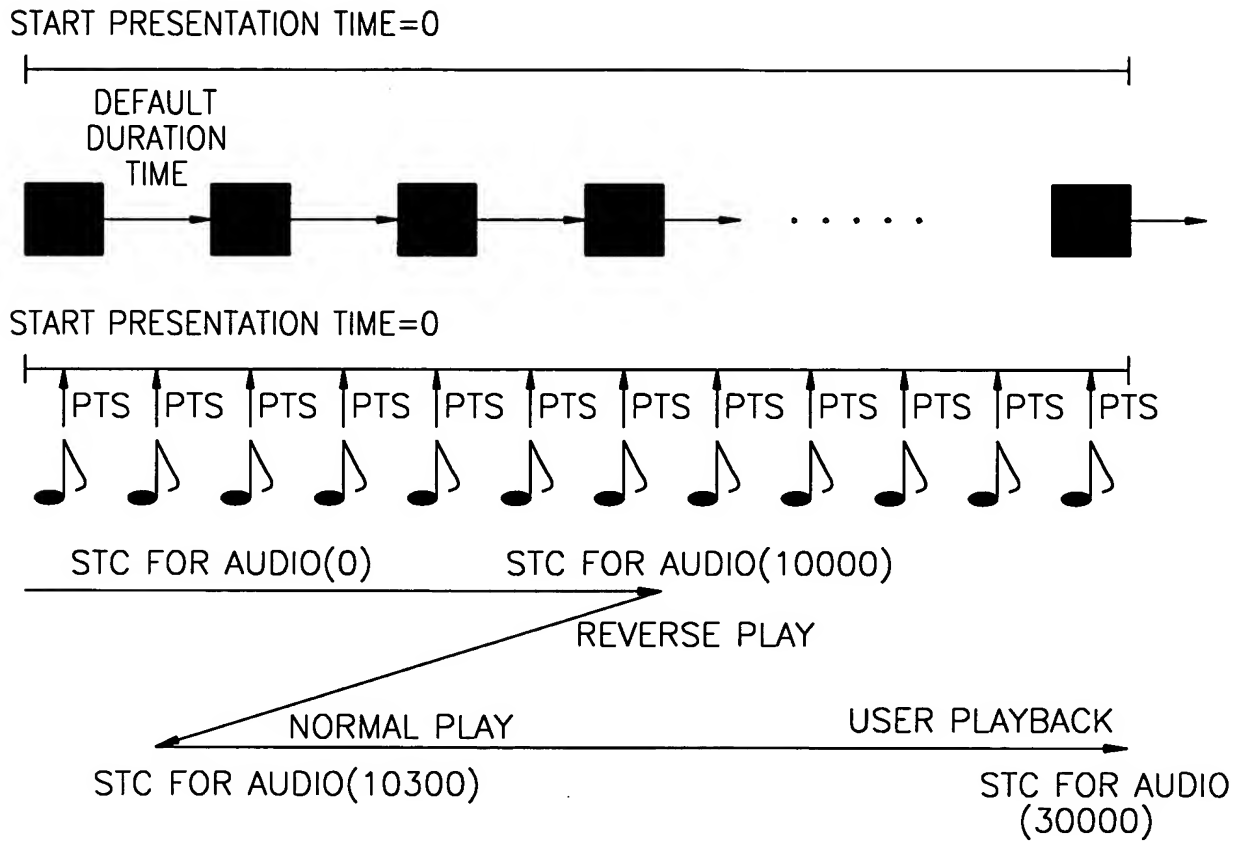 START PRESENTATION TIME=0
DEFAULT
DURATION
TIME
START PRESENTATION TIME=0
PTS PTS PTS PTS PTS PTS PTS PTS PTS PTS PTS PTS
STC FOR AUDIO(0) STC FOR AUDIO(10000)
REVERSE PLAY
NORMAL PLAY USER PLAYBACK
STC FOR AUDIO(10300) STC FOR AUDIO
(30000)